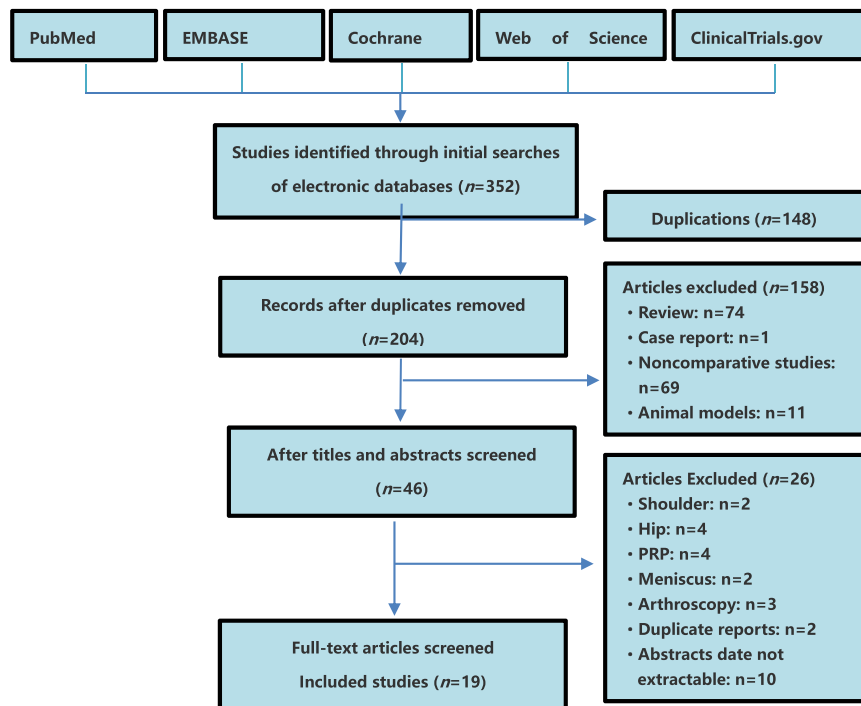 PubMed
EMBASE
Cochrane
Web of Science
ClinicalTrials.gov
Studies identified through initial searches
of electronic databases (n=352)
Duplications (n=148)
Records after duplicates removed
(n=204)
Articles excluded (n=158)
・Review: n=74
・Case report: n=1
・Noncomparative studies:
n=69
・Animal models: n=11
After titles and abstracts screened
(n=46)
Articles Excluded (n=26)
・Shoulder: n=2
・Hip: n=4
・PRP: n=4
・Meniscus: n=2
・Arthroscopy: n=3
・Duplicate reports: n=2
・Abstracts date not
extractable: n=10
Full-text articles screened
Included studies (n=19)